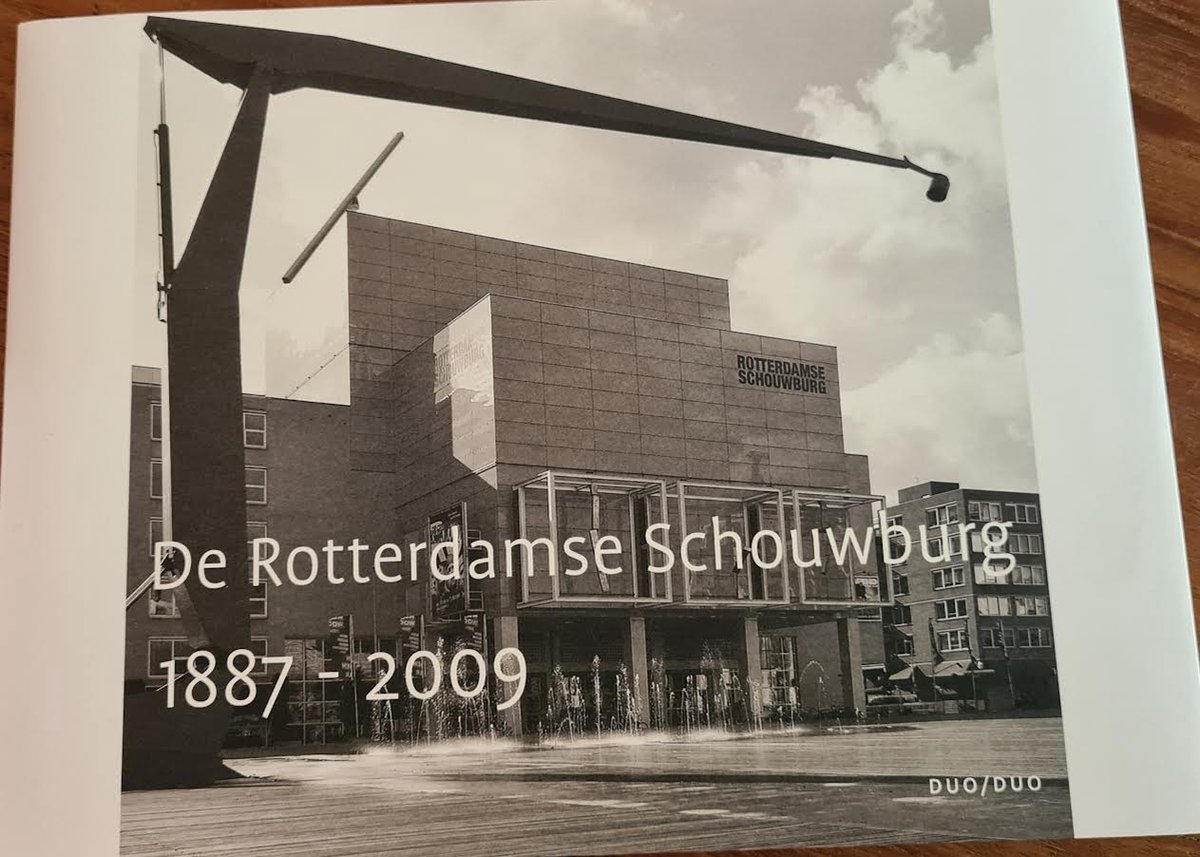 ROTTERDAMSE
SCHOUWBURG
De Rotterdamse Schouwburg
1887 - 2009
DUO/DUO